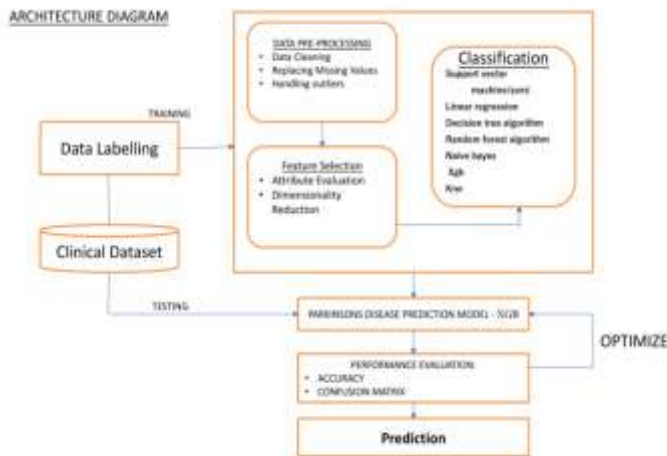 ARCHITECTURE DIAGRAM
DATA PRE-PROCESSING
• Data Cleaning
• Replacing Missing Values
• Handling outliers
Classification
Support vector
machine(svm)
Linear regression
Decision tree algorithm
Random forest algorithm
Naive bayes
Xgb
Knn
TRAINING
Data Labelling
Feature Selection
• Attribute Evaluation
• Dimensionality
Reduction
Clinical Dataset
TESTING
PARKINSONS DISEASE PREDICTION MODEL - XGB
OPTIMIZE
PERFORMANCE EVALUATION
• ACCURACY
• CONFUSION MATRIX
Prediction